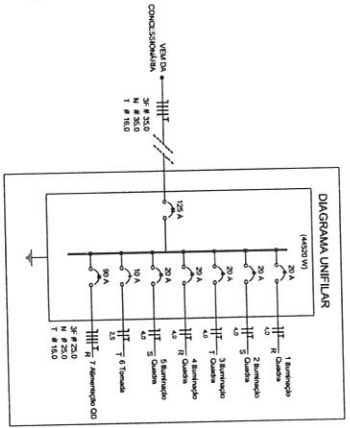 DIAGRAMA UNIFILAR
(44520 W)
VEM DA
CONCESSIONÁRIA
3F # 35.0
N # 35.0
T # 16.0
125 A
20 A
4,0
R
1 Iluminação
Quadra
20 A
4,0
S
2 Iluminação
Quadra
20 A
4,0
T
3 Iluminação
Quadra
20 A
4,0
R
4 Iluminação
Quadra
20 A
4,0
S
5 Iluminação
Quadra
10 A
2,5
T
6 Tomada
90 A
R
7 Alimentação QD
3F # 25.0
N # 25.0
T # 16.0